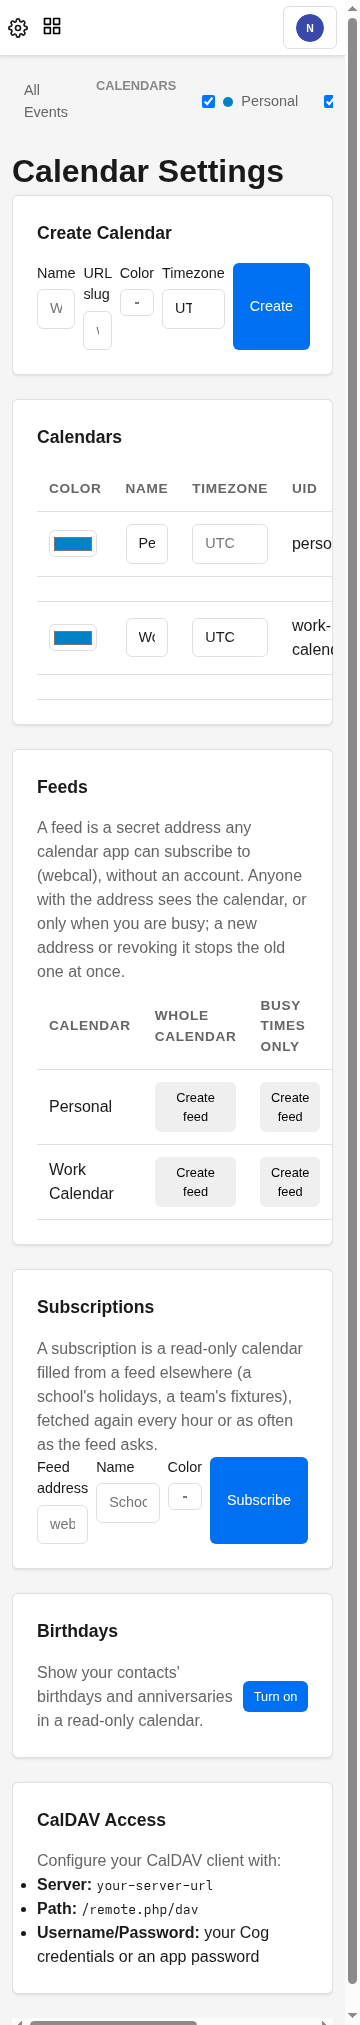 N
All
Events
CALENDARS
Personal
Calendar Settings
Create Calendar
Name URL slug Color Timezone
UT
Create
Calendars
COLOR NAME TIMEZONE UID
Pe UTC perso
UTC work-
calend
Feeds
A feed is a secret address any
calendar app can subscribe to
(webcal), without an account. Anyone
with the address sees the calendar, or
only when you are busy; a new
address or revoking it stops the old
one at once.
CALENDAR WHOLE CALENDAR BUSY TIMES ONLY
Personal Create feed Create feed
Work Calendar Create feed Create feed
Subscriptions
A subscription is a read-only calendar
filled from a feed elsewhere (a
school's holidays, a team's fixtures),
fetched again every hour or as often
as the feed asks.
Feed address Name Color
web Schoo - Subscribe
Birthdays
Show your contacts'
birthdays and anniversaries
in a read-only calendar.
Turn on
CalDAV Access
Configure your CalDAV client with:
Server: your-server-url
Path: /remote.php/dav
Username/Password: your Cog
credentials or an app password